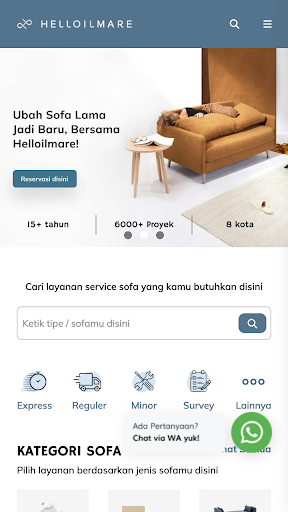 HELLOILMARE
Ubah Sofa Lama
Jadi Baru, Bersama
Helloilmare!
Reservasi disini
15+ tahun
6000+ Proyek
8 kota
Cari layanan service sofa yang kamu butuhkan disini
Ketik tipe / sofamu disini
Express
Reguler
Minor
Survey
Lainnya
Ada Pertanyaan?
Chat via WA yuk!
KATEGORI SOFA
Pilih layanan berdasarkan jenis sofamu disini